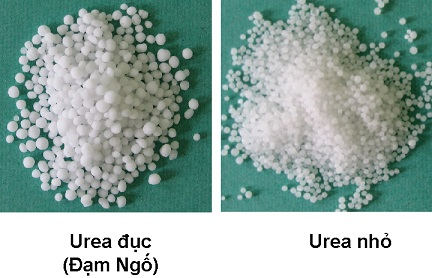 Urea đục
(Đạm Ngố)
Urea nhỏ